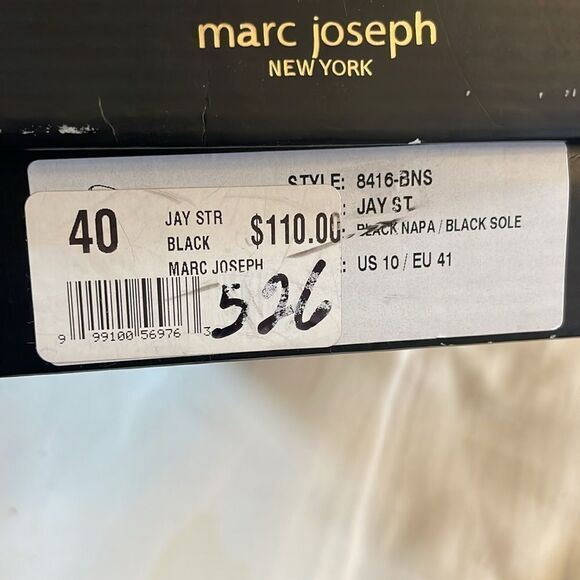 marc joseph
NEW YORK
STYLE: 8416-BNS
: JAY ST
: BLACK NAPA / BLACK SOLE
: US 10 / EU 41
40
JAY STR
BLACK
MARC JOSEPH
$110.00
526
9 99100 56976 3